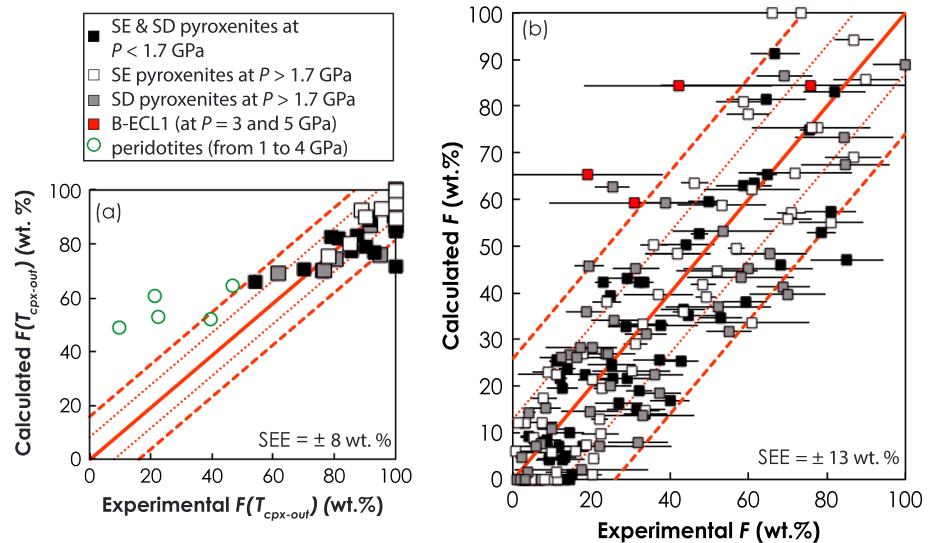 SE & SD pyroxenites at
P < 1.7 GPa
SE pyroxenites at P > 1.7 GPa
SD pyroxenites at P > 1.7 GPa
B-ECL1 (at P = 3 and 5 GPa)
peridotites (from 1 to 4 GPa)
(a)
Calculated F(Tcpx-out) (wt. %)
100
80
60
40
20
0
SEE = ± 8 wt. %
0 20 40 60 80 100
Experimental F(Tcpx-out) (wt.%)
(b)
Calculated F (wt.%)
100
90
80
70
60
50
40
30
20
10
0
SEE = ± 13 wt. %
0 20 40 60 80 100
Experimental F (wt.%)